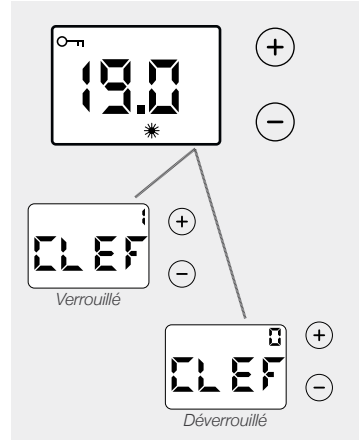 19.0
+
−
1
CLEF
+
−
Verrouillé
0
CLEF
+
−
Déverrouillé